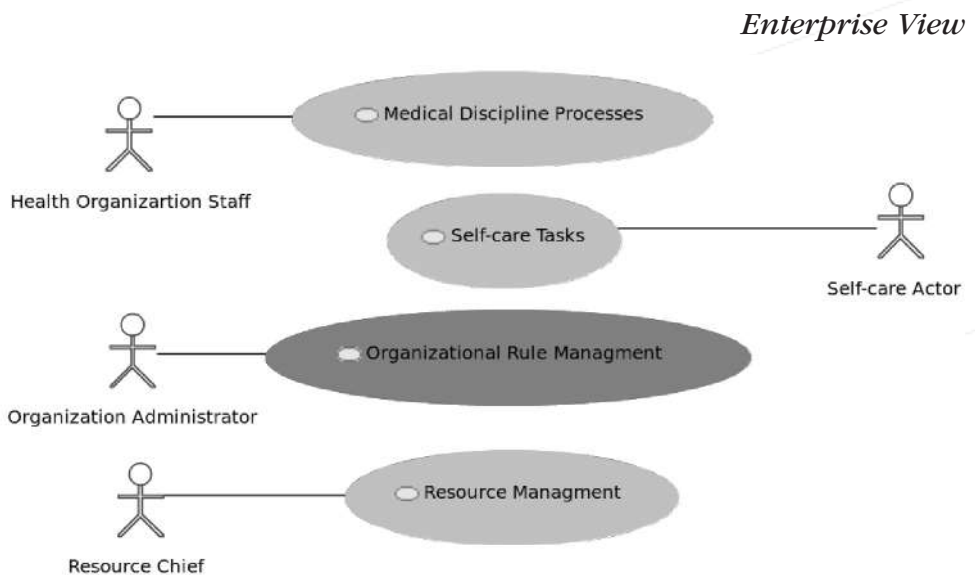 Enterprise View
Medical Discipline Processes
Health Organizartion Staff
Self-care Tasks
Self-care Actor
Organizational Rule Managment
Organization Administrator
Resource Managment
Resource Chief